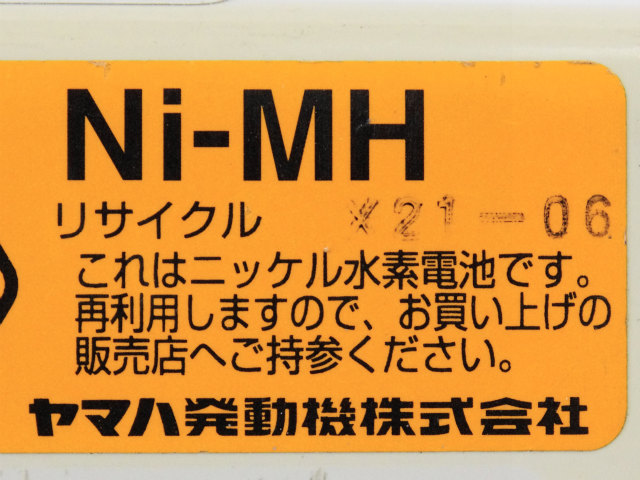 Ni-MH
リサイクル 21-06
これはニッケル水素電池です。
再利用しますので、お買い上げの
販売店へご持参ください。
ヤマハ発動機株式会社